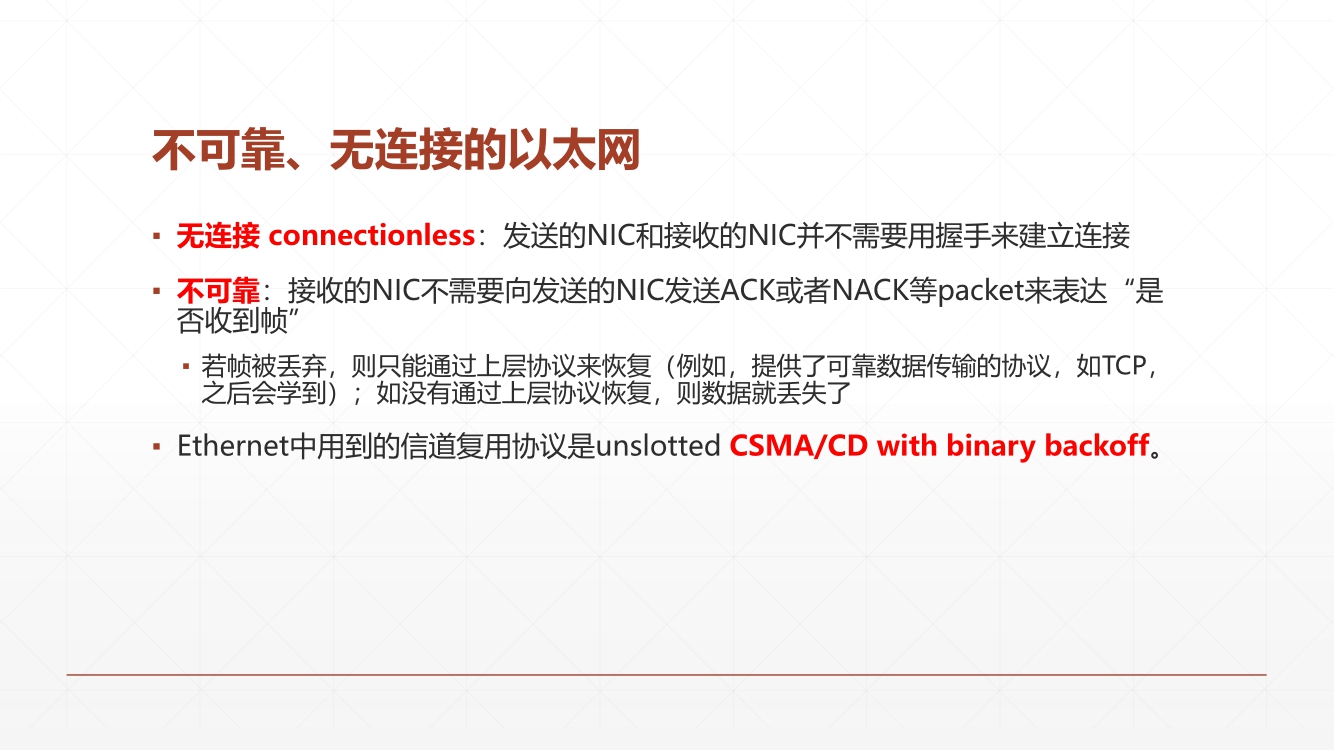 不可靠、无连接的以太网
▪ 无连接 connectionless：发送的NIC和接收的NIC并不需要用握手来建立连接
▪ 不可靠：接收的NIC不需要向发送的NIC发送ACK或者NACK等packet来表达“是
否收到帧”
▪ 若帧被丢弃，则只能通过上层协议来恢复（例如，提供了可靠数据传输的协议，如TCP，
之后会学到）；如没有通过上层协议恢复，则数据就丢失了
▪ Ethernet中用到的信道复用协议是unslotted CSMA/CD with binary backoff。